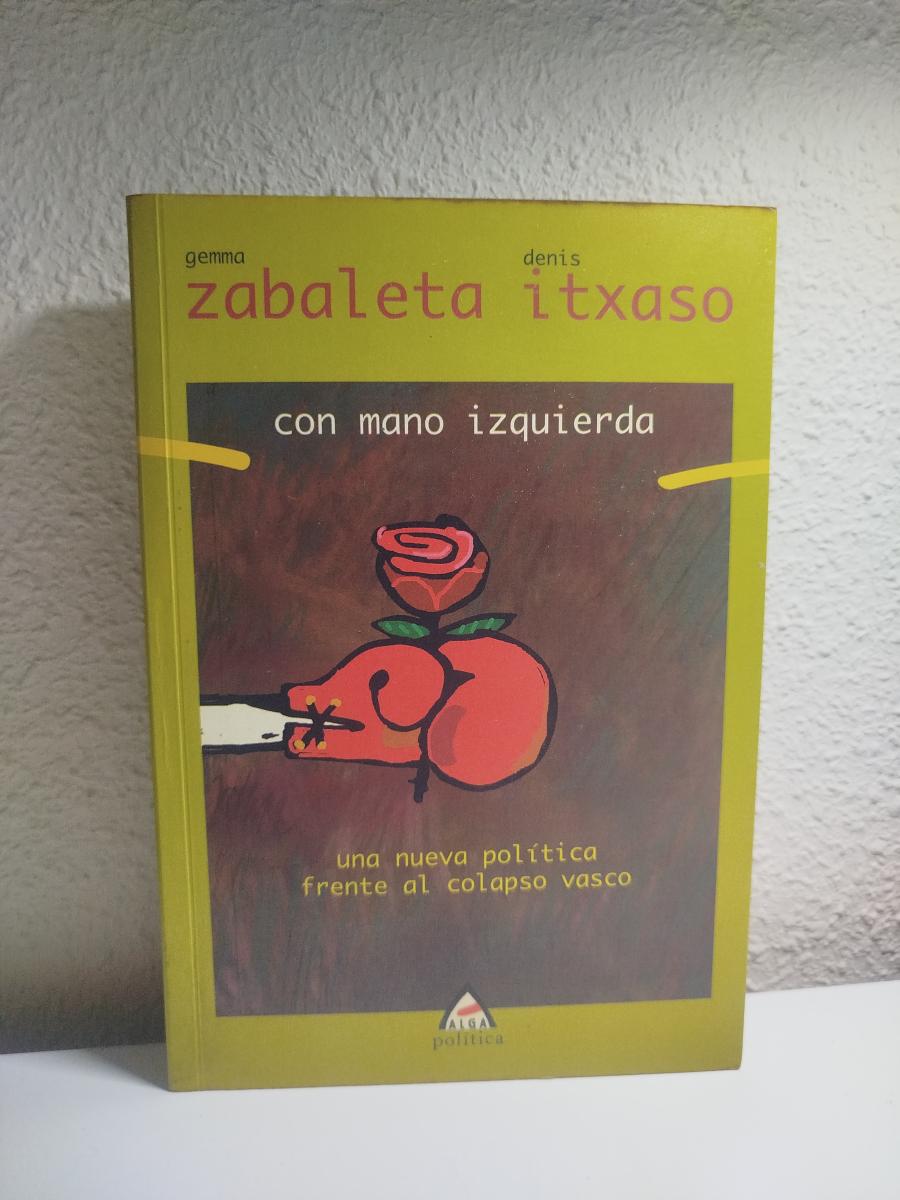 gemma denis
zabaleta itxaso
con mano izquierda
una nueva política
frente al colapso vasco
ALGA
política